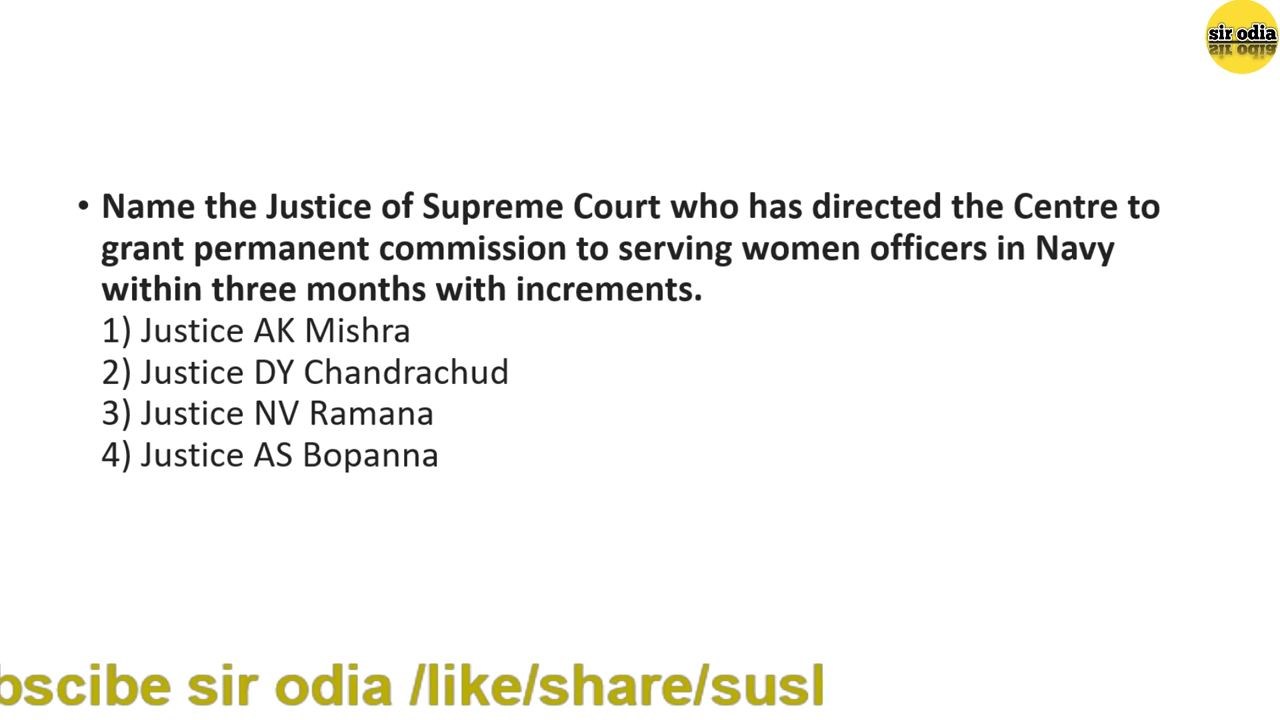 sir odia
• Name the Justice of Supreme Court who has directed the Centre to
grant permanent commission to serving women officers in Navy
within three months with increments.
1) Justice AK Mishra
2) Justice DY Chandrachud
3) Justice NV Ramana
4) Justice AS Bopanna
bscibe sir odia /like/share/susl